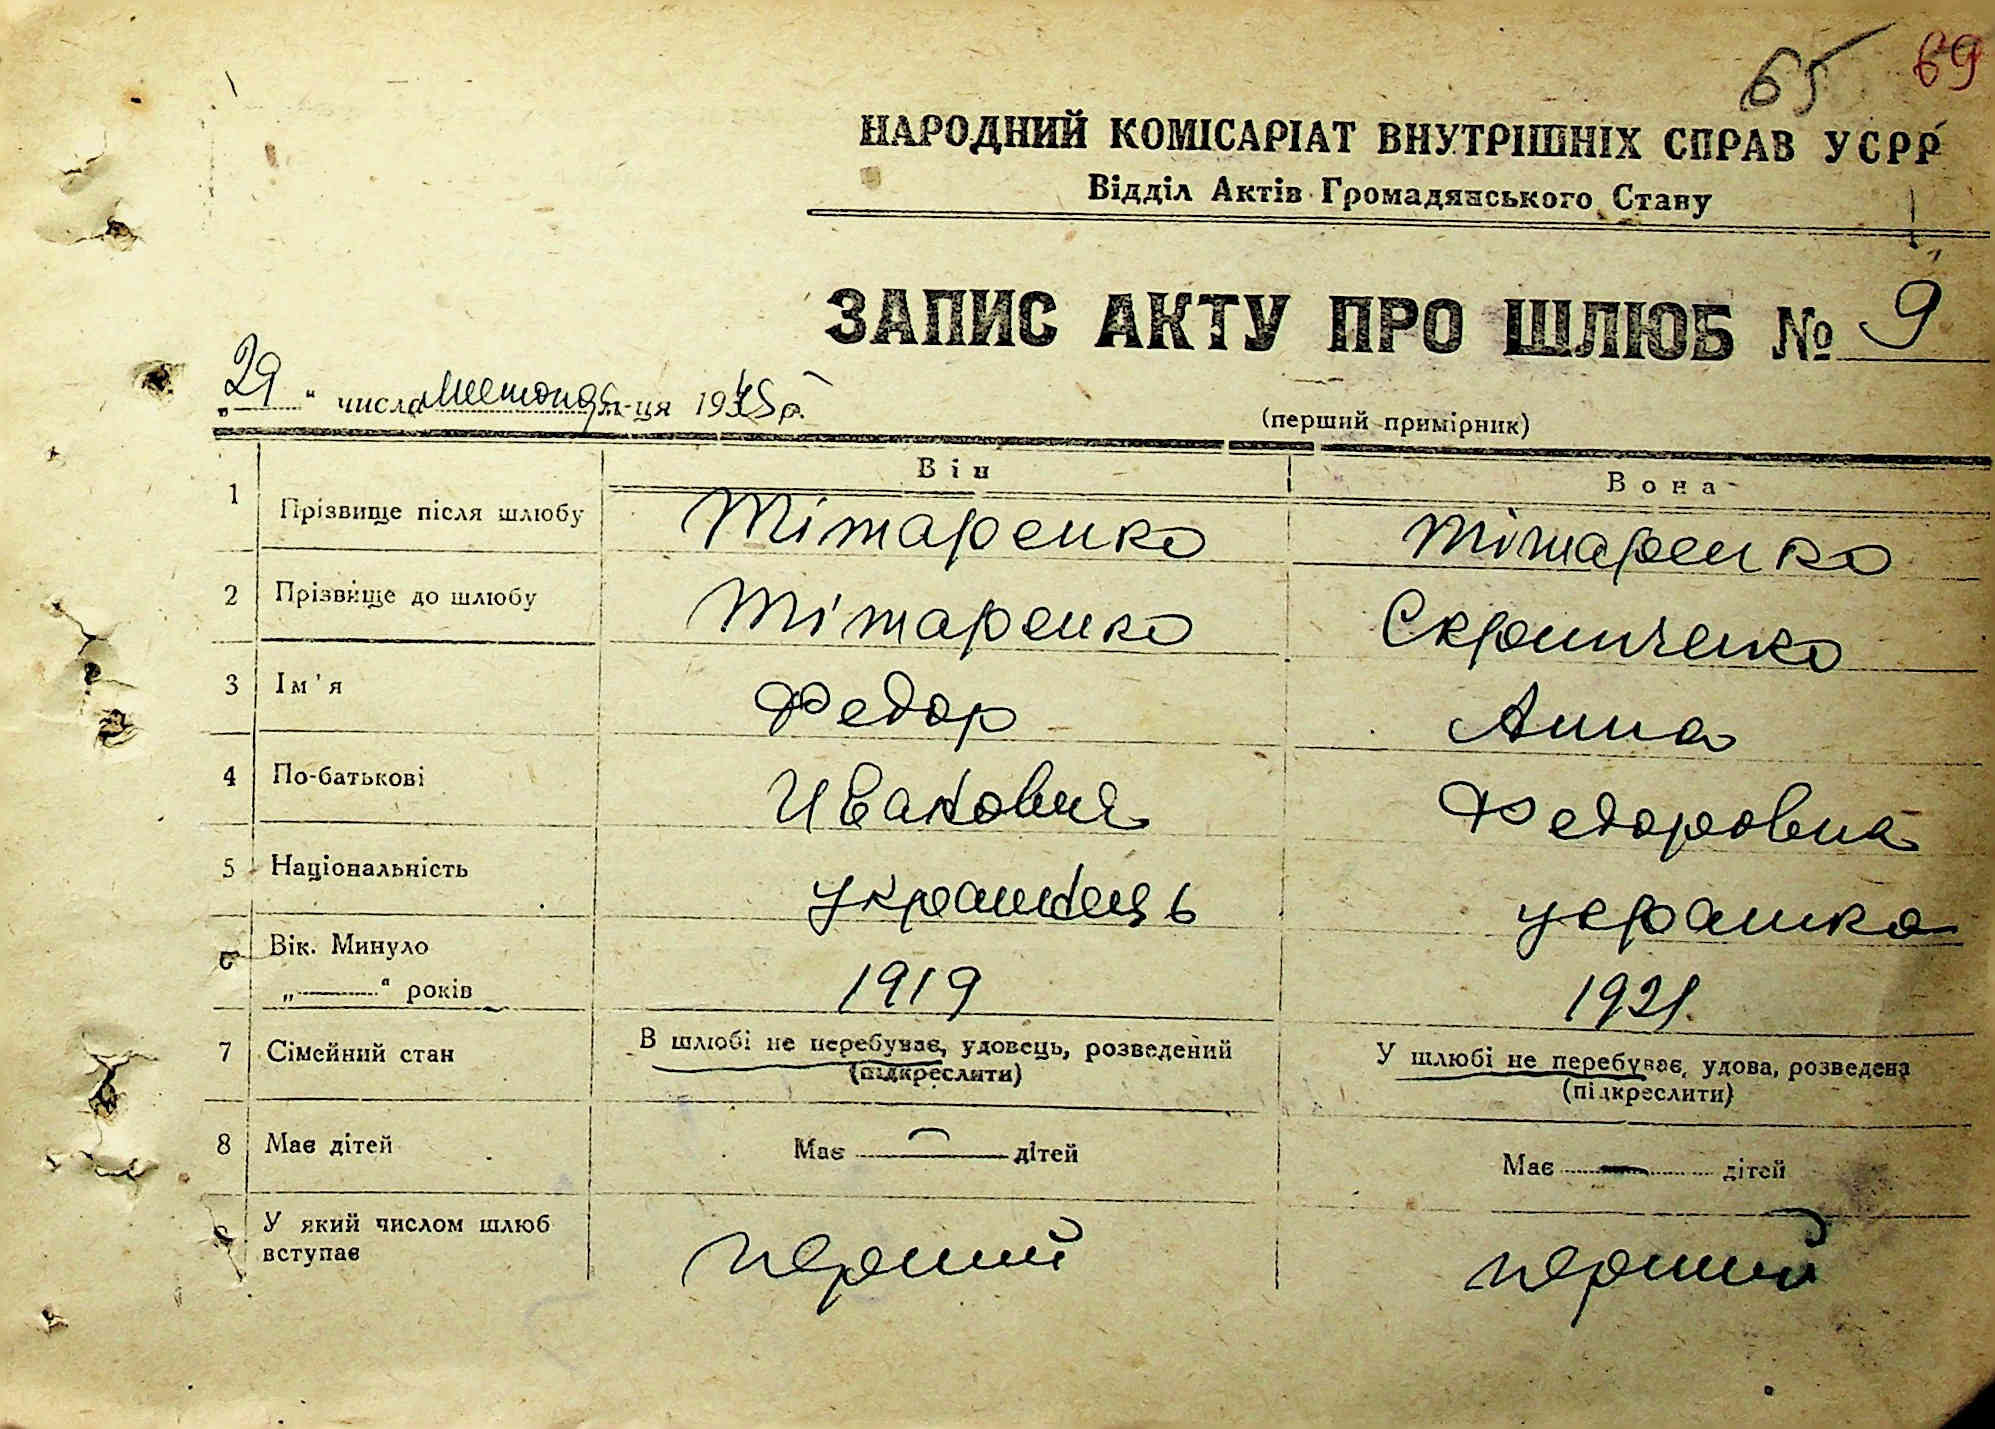 65 69
НАРОДНИЙ КОМІСАРІАТ ВНУТРІШНІХ СПРАВ УСРР
Відділ Актів Громадянського Стану
ЗАПИС АКТУ ПРО ШЛЮБ № 9
„29“ числа листопад м-ця 1945 р.
(перший примірник)
Він Вона
1 Прізвище після шлюбу Тітаренко Тітаренко
2 Прізвище до шлюбу Тітаренко Скрипченко
3 Ім'я Федор Анна
4 По-батькові Иванович Федоровна
5 Національність українець українка
6 Вік. Минуло
„ “ років 1919 1921
7 Сімейний стан В шлюбі не перебуває, удовець, розведений У шлюбі не перебуває, удова, розведена
(підкреслити) (підкреслити)
8 Має дітей Має — дітей Має — дітей
9 У який числом шлюб
вступає перший перший